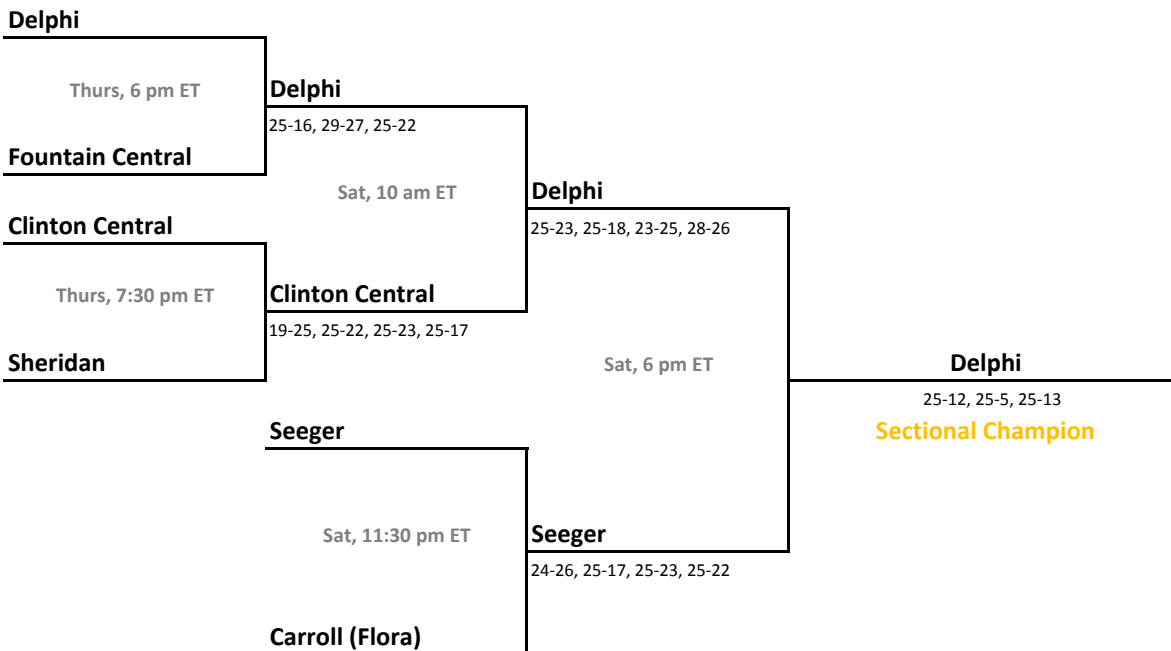 Delphi
Thurs, 6 pm ET
Delphi
25-16, 29-27, 25-22
Fountain Central
Sat, 10 am ET
Delphi
25-23, 25-18, 23-25, 28-26
Clinton Central
Thurs, 7:30 pm ET
Clinton Central
19-25, 25-22, 25-23, 25-17
Sheridan
Sat, 6 pm ET
Delphi
25-12, 25-5, 25-13
Sectional Champion
Seeger
Sat, 11:30 pm ET
Seeger
24-26, 25-17, 25-23, 25-22
Carroll (Flora)